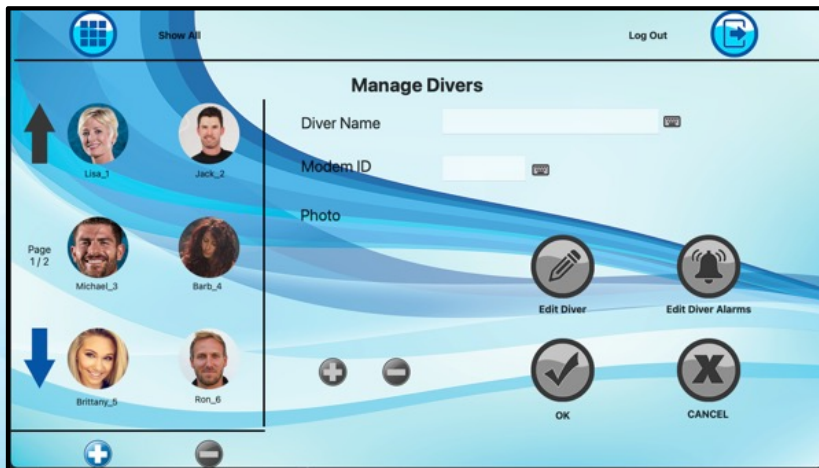 Show All
Log Out
Manage Divers
Diver Name
Modem ID
Photo
Lisa_1
Jack_2
Page
1 / 2
Michael_3
Barb_4
Brittany_5
Ron_6
Edit Diver
Edit Diver Alarms
OK
CANCEL